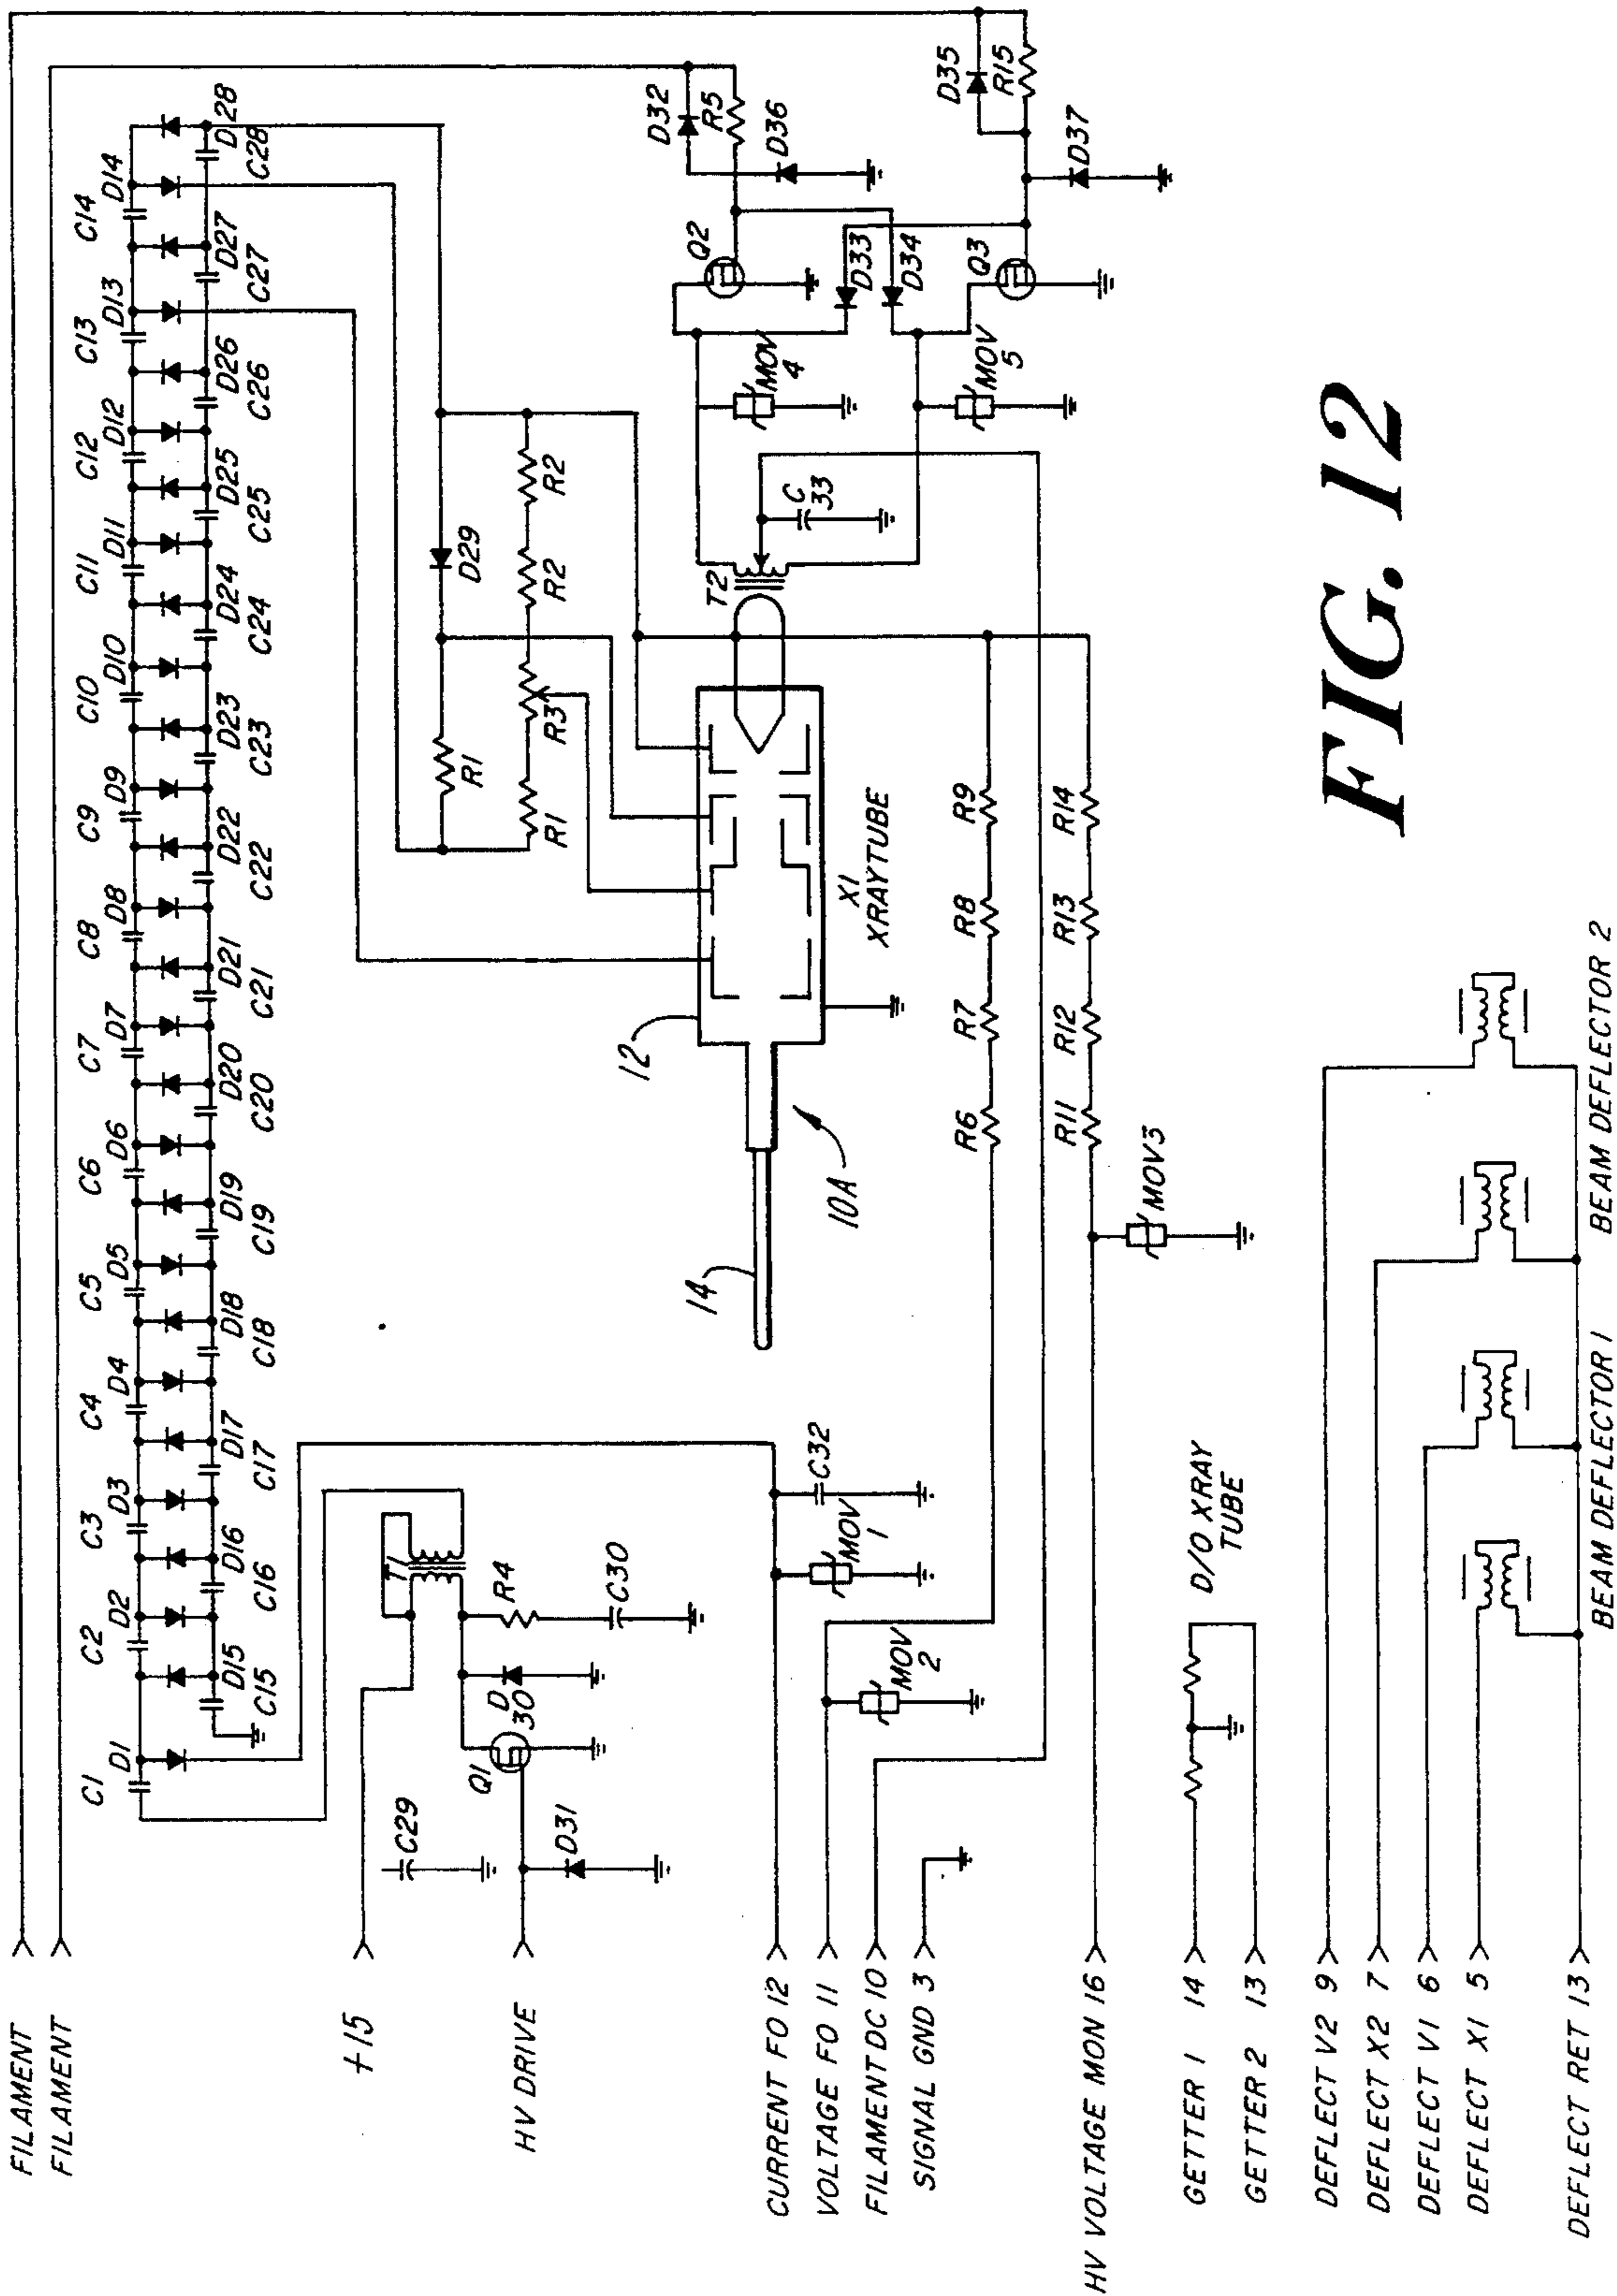 FILAMENT
FILAMENT
C1 C2 C3 C4 C5 C6 C7 C8 C9 C10 C11 C12 C13 C14
D1 D2 D3 D4 D5 D6 D7 D8 D9 D10 D11 D12 D13 D14
D15 D16 D17 D18 D19 D20 D21 D22 D23 D24 D25 D26 D27 D28
C15 C16 C17 C18 C19 C20 C21 C22 C23 C24 C25 C26 C27 C28
+15
C29
T1
R4
C30
D
30
Q1
D31
HV DRIVE
R1
D29
R1
R3
R2
R2
D32
R5
D36
D35
R15
D37
Q2
D33
D34
Q3
MOV
4
MOV
5
T2
C
33
12
14
10A
X1
XRAYTUBE
C32
MOV
1
MOV
2
R6
R7
R8
R9
R11
R12
R13
R14
MOV3
CURRENT FO 12
VOLTAGE FO 11
FILAMENT DC 10
SIGNAL GND 3
HV VOLTAGE MON 16
GETTER 1 14
GETTER 2 13
D/O XRAY
TUBE
DEFLECT V2 9
DEFLECT X2 7
DEFLECT V1 6
DEFLECT X1 5
DEFLECT RET 13
BEAM DEFLECTOR 1
BEAM DEFLECTOR 2
FIG. 12